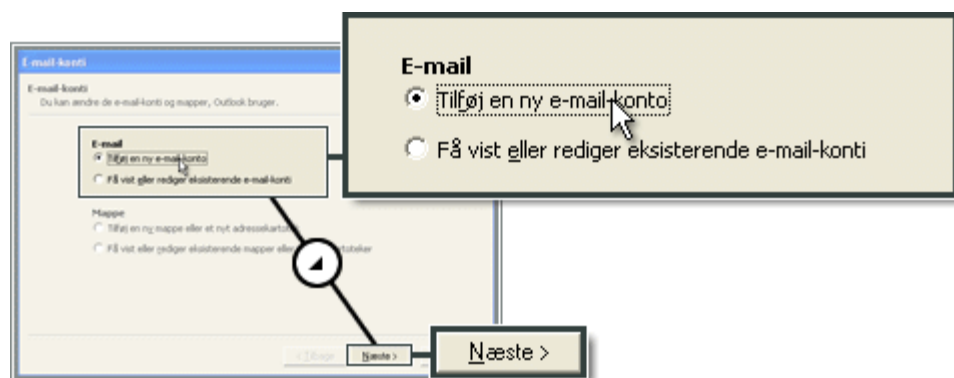 E-mail-konti
E-mail-konti
Du kan ændre de e-mail-konti og mapper, Outlook bruger.
E-mail
Tilføj en ny e-mail-konto
Få vist eller rediger eksisterende e-mail-konti
Mappe
Tilføj en ny mappe eller et nyt
Få vist eller rediger eksisterende mapper eller
< Tilbage
Næste >
E-mail
Tilføj en ny e-mail-konto
Få vist eller rediger eksisterende e-mail-konti
Næste >